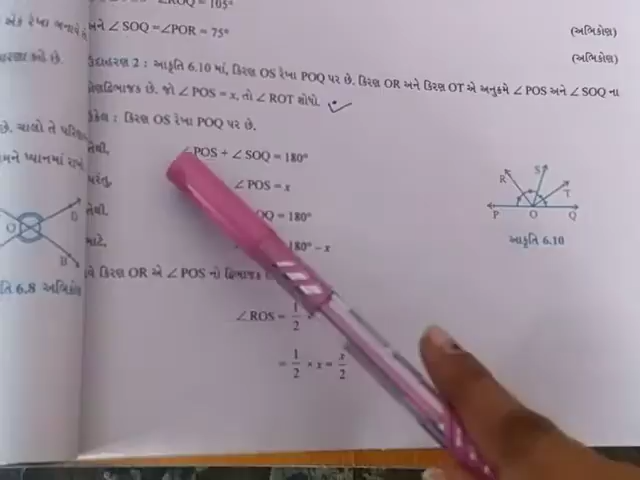 ∠ROQ = 105°
અને ∠SOQ = ∠POR = 75°
(અભિકોણ)
(અભિકોણ)
ઉદાહરણ 2 : આકૃતિ 6.10 માં, કિરણ OS રેખા POQ પર છે. કિરણ OR અને કિરણ OT એ અનુક્રમે ∠POS અને ∠SOQ ના
કોણદ્વિભાજક છે. જો ∠POS = x, તો ∠ROT શોધો.
ઉકેલ : કિરણ OS રેખા POQ પર છે.
તેથી, ∠POS + ∠SOQ = 180°
પરંતુ, ∠POS = x
તેથી, OQ = 180°
માટે, 180° – x
હવે કિરણ OR એ ∠POS નો દ્વિભાજક
∠ROS = 1/2 ×
= 1/2 × x = x/2
R S T
P O Q
આકૃતિ 6.10
એક રેખા
છે. ચાલો તે
ધ્યાનમાં
O D
B
6.8 અભિકોણ